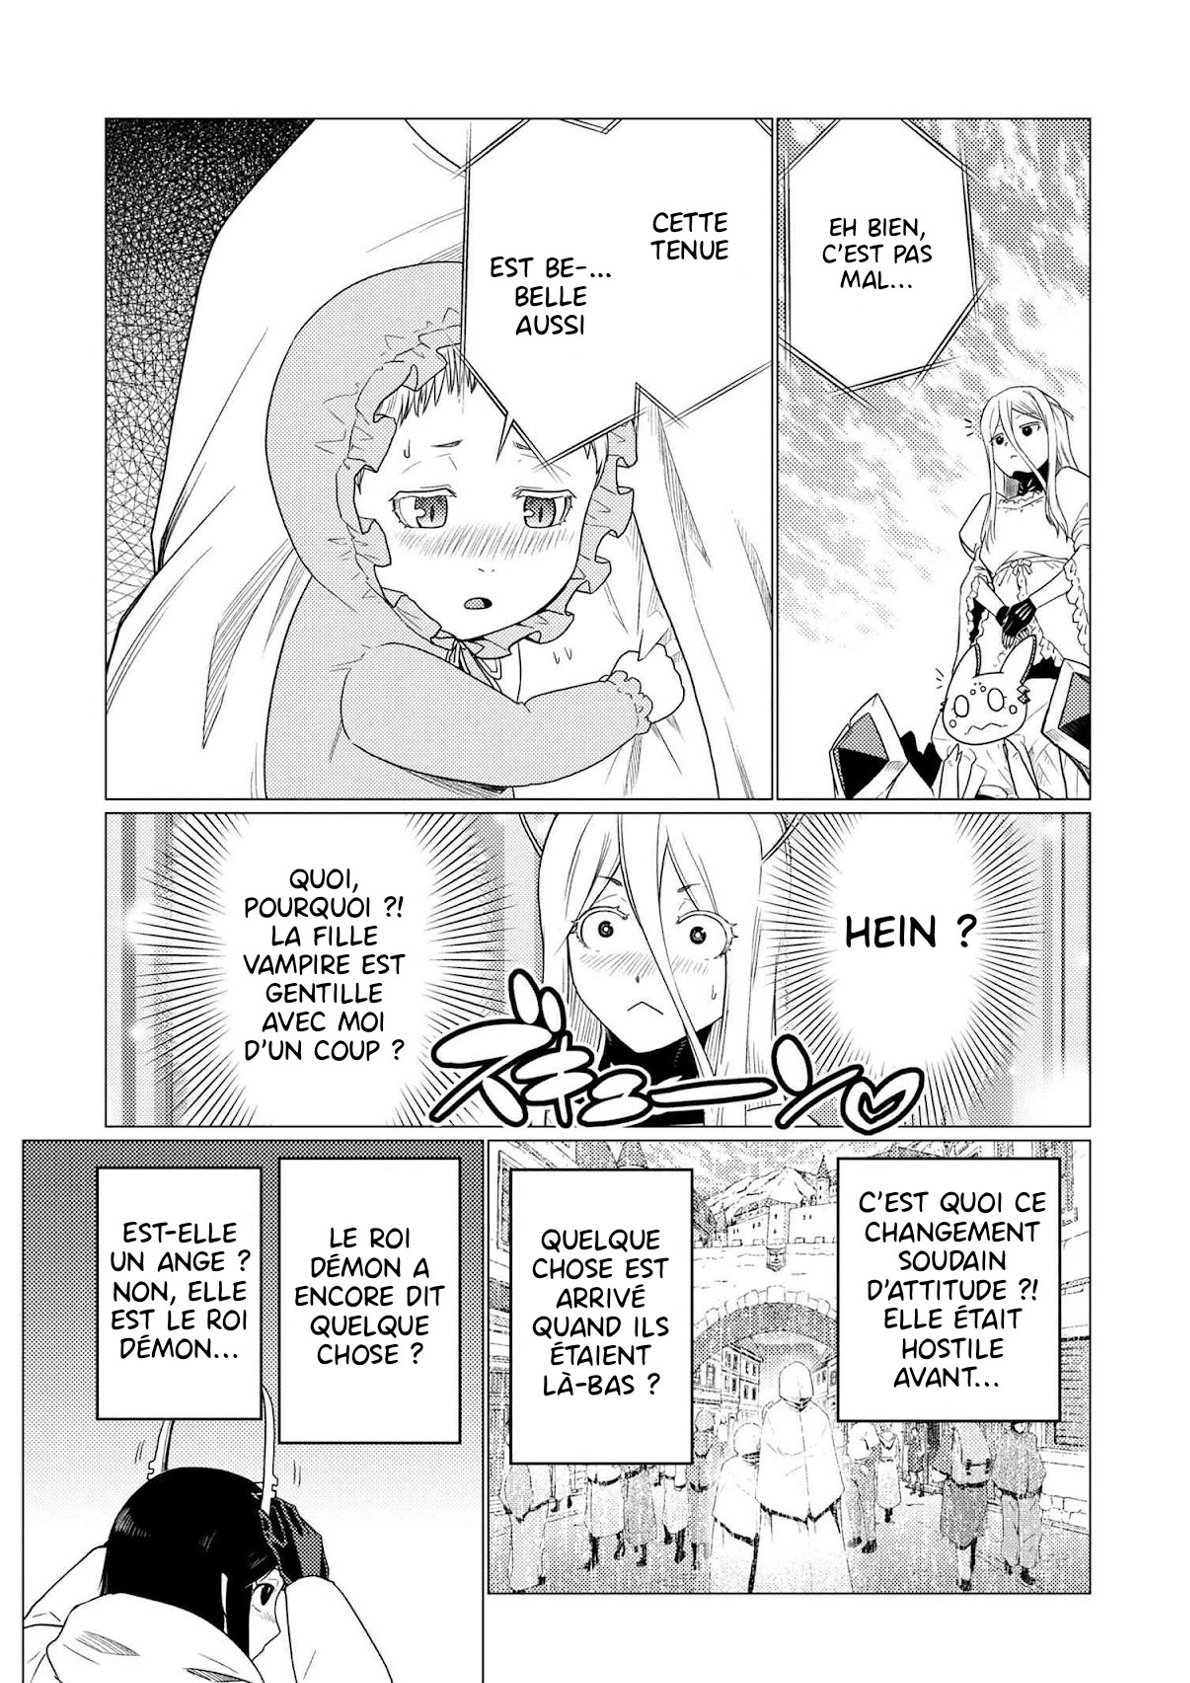 EH BIEN,
C'EST PAS
MAL...
CETTE
TENUE
EST BE-...
BELLE
AUSSI
HEIN ?
QUOI,
POURQUOI ?!
LA FILLE
VAMPIRE EST
GENTILLE
AVEC MOI
D'UN COUP ?
ズキューン♡
C'EST QUOI CE
CHANGEMENT
SOUDAIN
D'ATTITUDE ?!
ELLE ÉTAIT
HOSTILE
AVANT...
QUELQUE
CHOSE EST
ARRIVÉ
QUAND ILS
ÉTAIENT
LÀ-BAS ?
LE ROI
DÉMON A
ENCORE DIT
QUELQUE
CHOSE ?
EST-ELLE
UN ANGE ?
NON, ELLE
EST LE ROI
DÉMON...